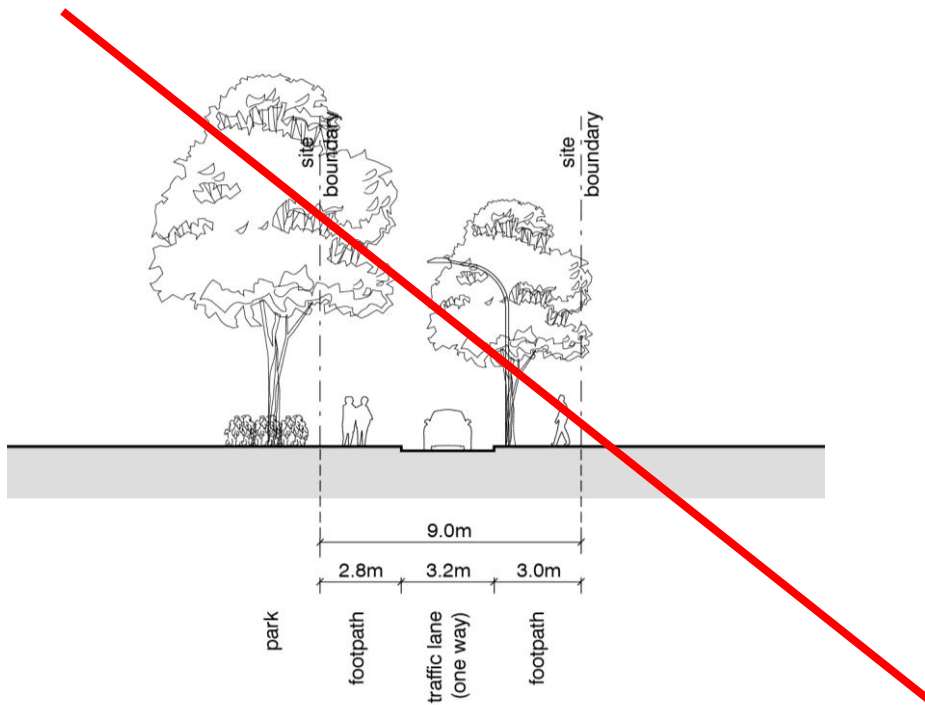 site
boundary
site
boundary
9.0m
2.8m
3.2m
3.0m
park
footpath
traffic lane
(one way)
footpath